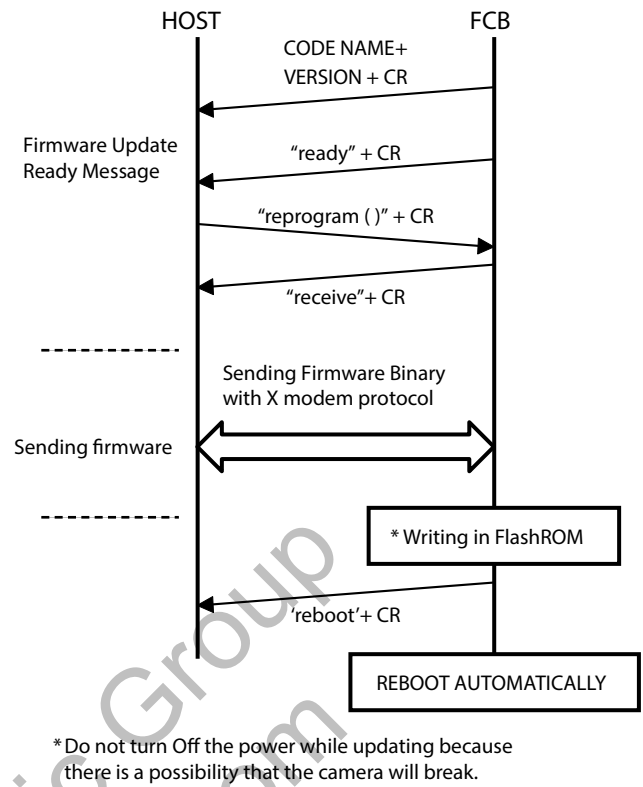 HOST
FCB
CODE NAME+
VERSION + CR
Firmware Update
Ready Message
“ready” + CR
“reprogram ( )” + CR
“receive”+ CR
Sending Firmware Binary
with X modem protocol
Sending firmware
* Writing in FlashROM
‘reboot’+ CR
REBOOT AUTOMATICALLY
* Do not turn Off the power while updating because
there is a possibility that the camera will break.
Group